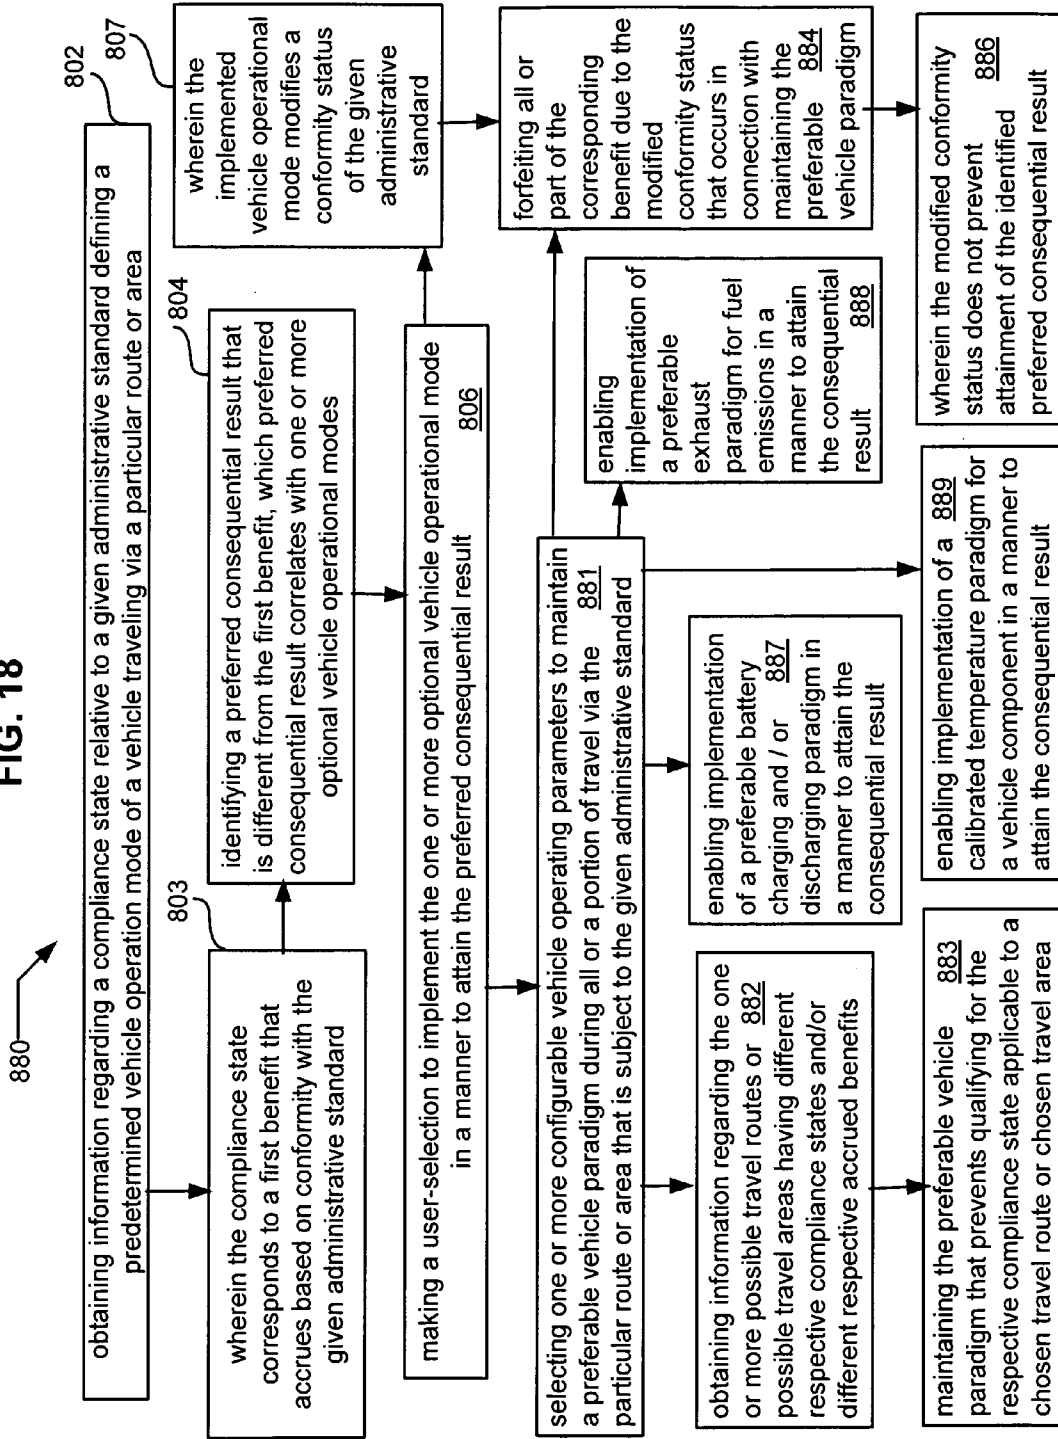 FIG. 18
880
802
obtaining information regarding a compliance state relative to a given administrative standard defining a
predetermined vehicle operation mode of a vehicle traveling via a particular route or area
803
wherein the compliance state
corresponds to a first benefit that
accrues based on conformity with the
given administrative standard
804
identifying a preferred consequential result that
is different from the first benefit, which preferred
consequential result correlates with one or more
optional vehicle operational modes
807
wherein the
implemented
vehicle operational
mode modifies a
conformity status
of the given
administrative
standard
making a user-selection to implement the one or more optional vehicle operational mode
in a manner to attain the preferred consequential result 806
selecting one or more configurable vehicle operating parameters to maintain
a preferable vehicle paradigm during all or a portion of travel via the 881
particular route or area that is subject to the given administrative standard
forfeiting all or
part of the
corresponding
benefit due to the
modified
conformity status
that occurs in
connection with
maintaining the
preferable 884
vehicle paradigm
obtaining information regarding the one
or more possible travel routes or 882
possible travel areas having different
respective compliance states and/or
different respective accrued benefits
enabling implementation
of a preferable battery
charging and / or 887
discharging paradigm in
a manner to attain the
consequential result
enabling
implementation of
a preferable
exhaust
paradigm for fuel
emissions in a
manner to attain
the consequential
result 888
maintaining the preferable vehicle
paradigm that prevents qualifying for the 883
respective compliance state applicable to a
chosen travel route or chosen travel area
enabling implementation of a 889
calibrated temperature paradigm for
a vehicle component in a manner to
attain the consequential result
wherein the modified conformity
status does not prevent 886
attainment of the identified
preferred consequential result